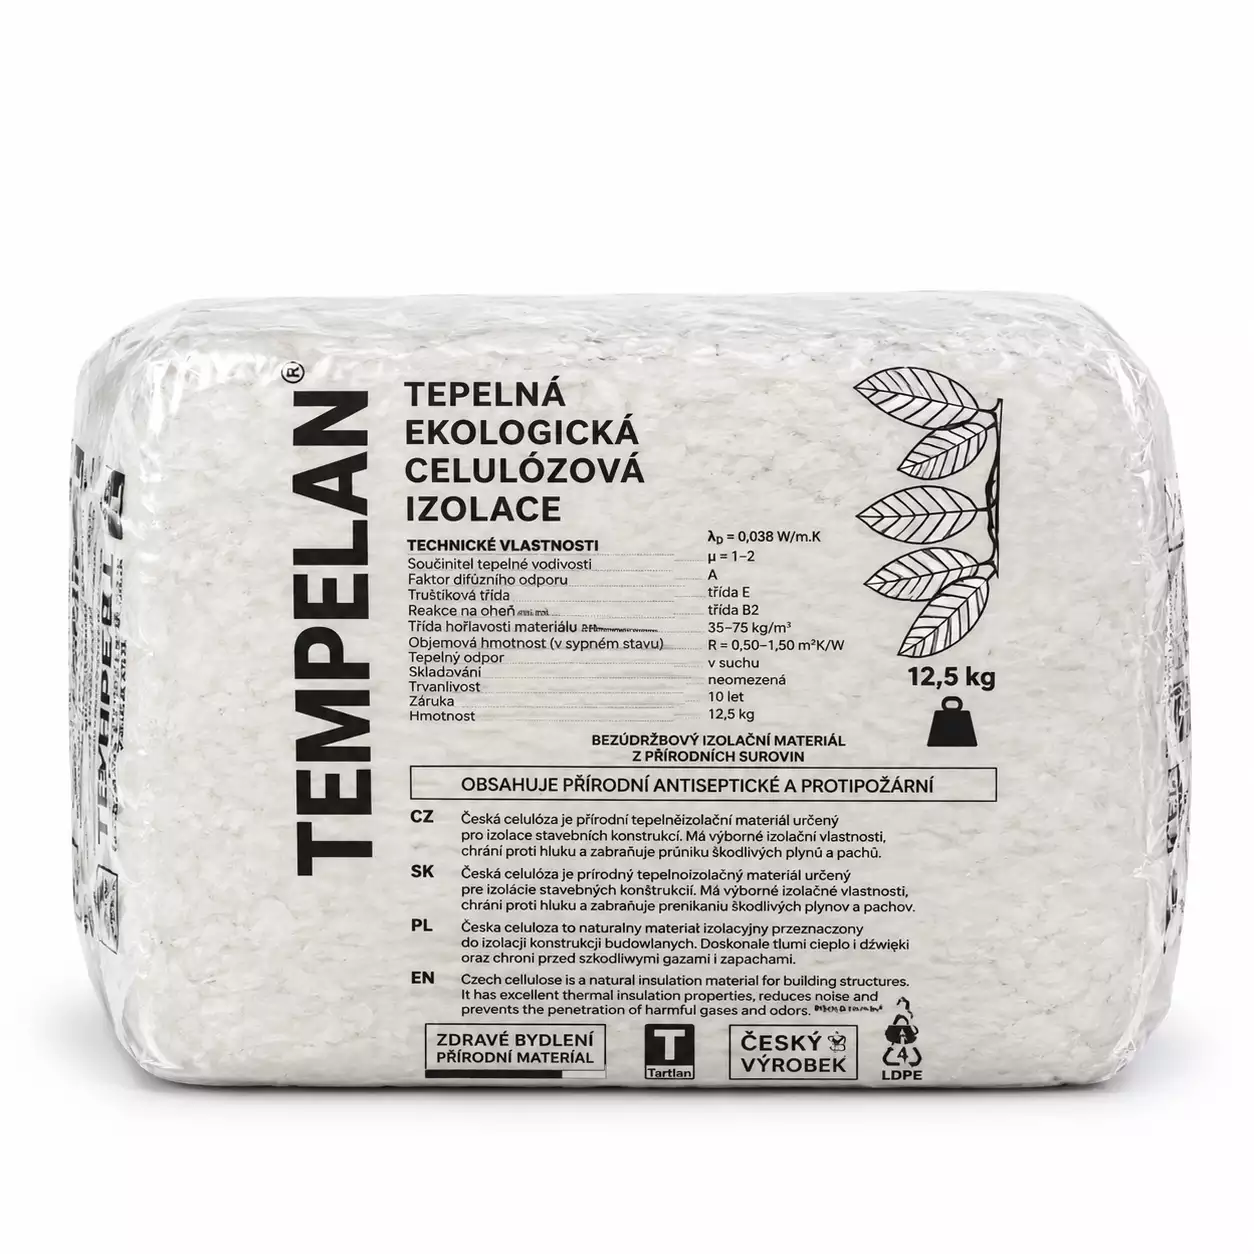 TEMPELAN®
TEPELNÁ
EKOLOGICKÁ
CELULÓZOVÁ
IZOLACE
TECHNICKÉ VLASTNOSTI
Součinitel tepelné vodivosti
Faktor difúzního odporu
Truštíková třída
Reakce na oheň
Třída hořlavosti materiálu
Objemová hmotnost (v sypném stavu)
Tepelný odpor
Skladování
Trvanlivost
Záruka
Hmotnost
λD = 0,038 W/m.K
μ = 1–2
A
třída E
třída B2
35–75 kg/m³
R = 0,50–1,50 m²K/W
v suchu
neomezená
10 let
12,5 kg
12,5 kg
BEZÚDRŽBOVÝ IZOLAČNÍ MATERIÁL
Z PŘÍRODNÍCH SUROVIN
OBSAHUJE PŘÍRODNÍ ANTISEPTICKÉ A PROTIPOŽÁRNÍ
CZ Česká celulóza je přírodní tepelněizolační materiál určený
pro izolace stavebních konstrukcí. Má výborné izolační vlastnosti,
chrání proti hluku a zabraňuje průniku škodlivých plynů a pachů.
SK Česká celulóza je prírodný tepelnoizolačný materiál určený
pre izolácie stavebných konštrukcií. Má výborné izolačné vlastnosti,
chráni proti hluku a zabraňuje prenikaniu škodlivých plynov a pachov.
PL Česka celuloza to naturalny materiał izolacyjny przeznaczony
do izolacji konstrukcji budowlanych. Doskonale tlumi cieplo i dźwięki
oraz chroni przed szkodliwymi gazami i zapachami.
EN Czech cellulose is a natural insulation material for building structures.
It has excellent thermal insulation properties, reduces noise and
prevents the penetration of harmful gases and odors.
ZDRAVÉ BYDLENÍ
PŘÍRODNÍ MATERÍAL
T
Tartlan
ČESKÝ
VÝROBEK
4
LDPE